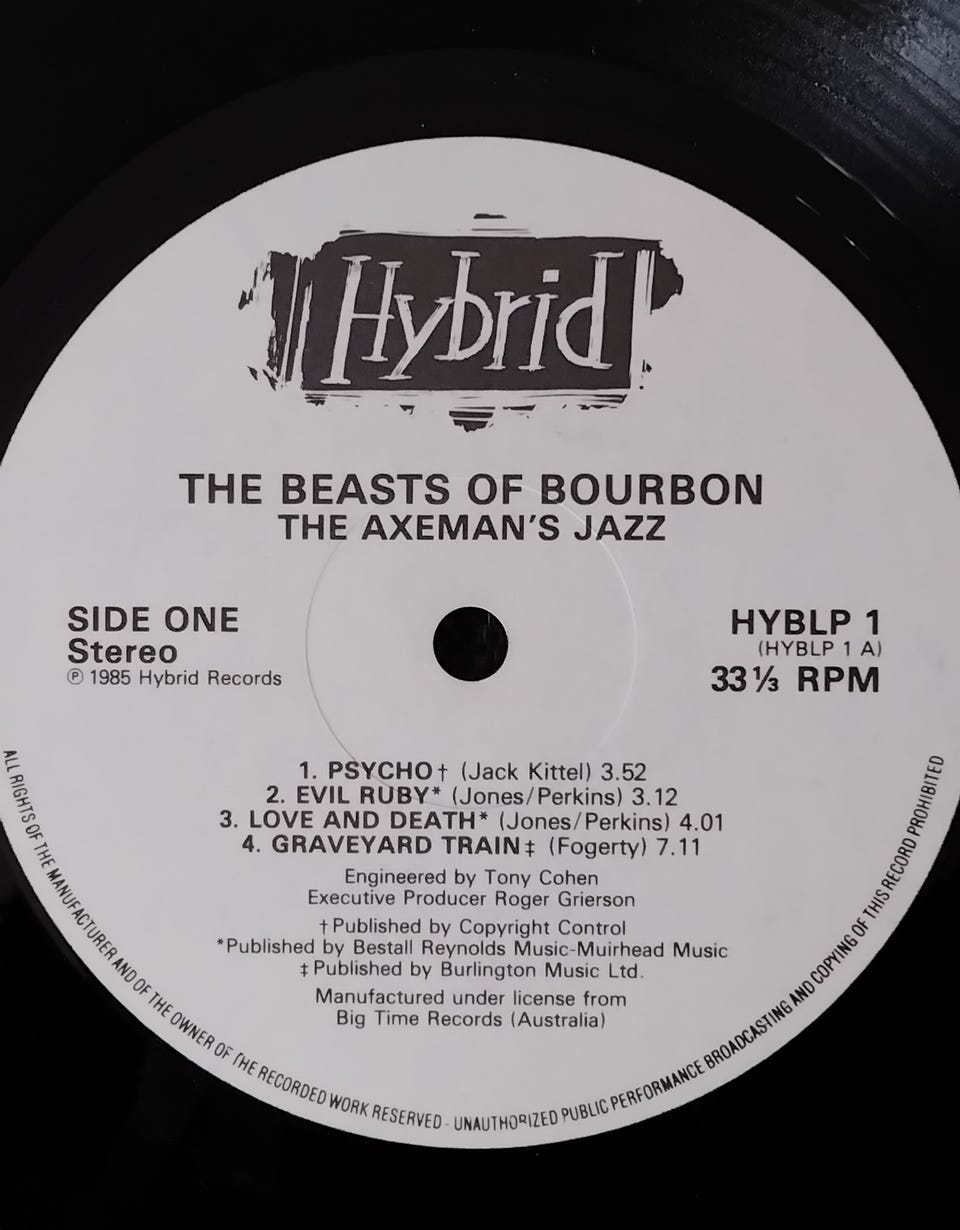 Hybrid
THE BEASTS OF BOURBON
THE AXEMAN'S JAZZ
SIDE ONE
Stereo
℗ 1985 Hybrid Records
HYBLP 1
(HYBLP 1 A)
33⅓ RPM
1. PSYCHO† (Jack Kittel) 3.52
2. EVIL RUBY* (Jones/Perkins) 3.12
3. LOVE AND DEATH* (Jones/Perkins) 4.01
4. GRAVEYARD TRAIN‡ (Fogerty) 7.11
Engineered by Tony Cohen
Executive Producer Roger Grierson
†Published by Copyright Control
*Published by Bestall Reynolds Music-Muirhead Music
‡Published by Burlington Music Ltd.
Manufactured under license from
Big Time Records (Australia)
ALL RIGHTS OF THE MANUFACTURER AND OF THE OWNER OF THE RECORDED WORK RESERVED - UNAUTHORIZED PUBLIC PERFORMANCE BROADCASTING AND COPYING OF THIS RECORD PROHIBITED